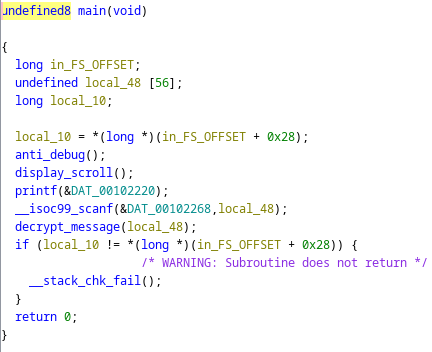 undefined8 main(void)
{
long in_FS_OFFSET;
undefined local_48 [56];
long local_10;
local_10 = *(long *)(in_FS_OFFSET + 0x28);
anti_debug();
display_scroll();
printf(&DAT_00102220);
__isoc99_scanf(&DAT_00102268,local_48);
decrypt_message(local_48);
if (local_10 != *(long *)(in_FS_OFFSET + 0x28)) {
/* WARNING: Subroutine does not return */
__stack_chk_fail();
}
return 0;
}